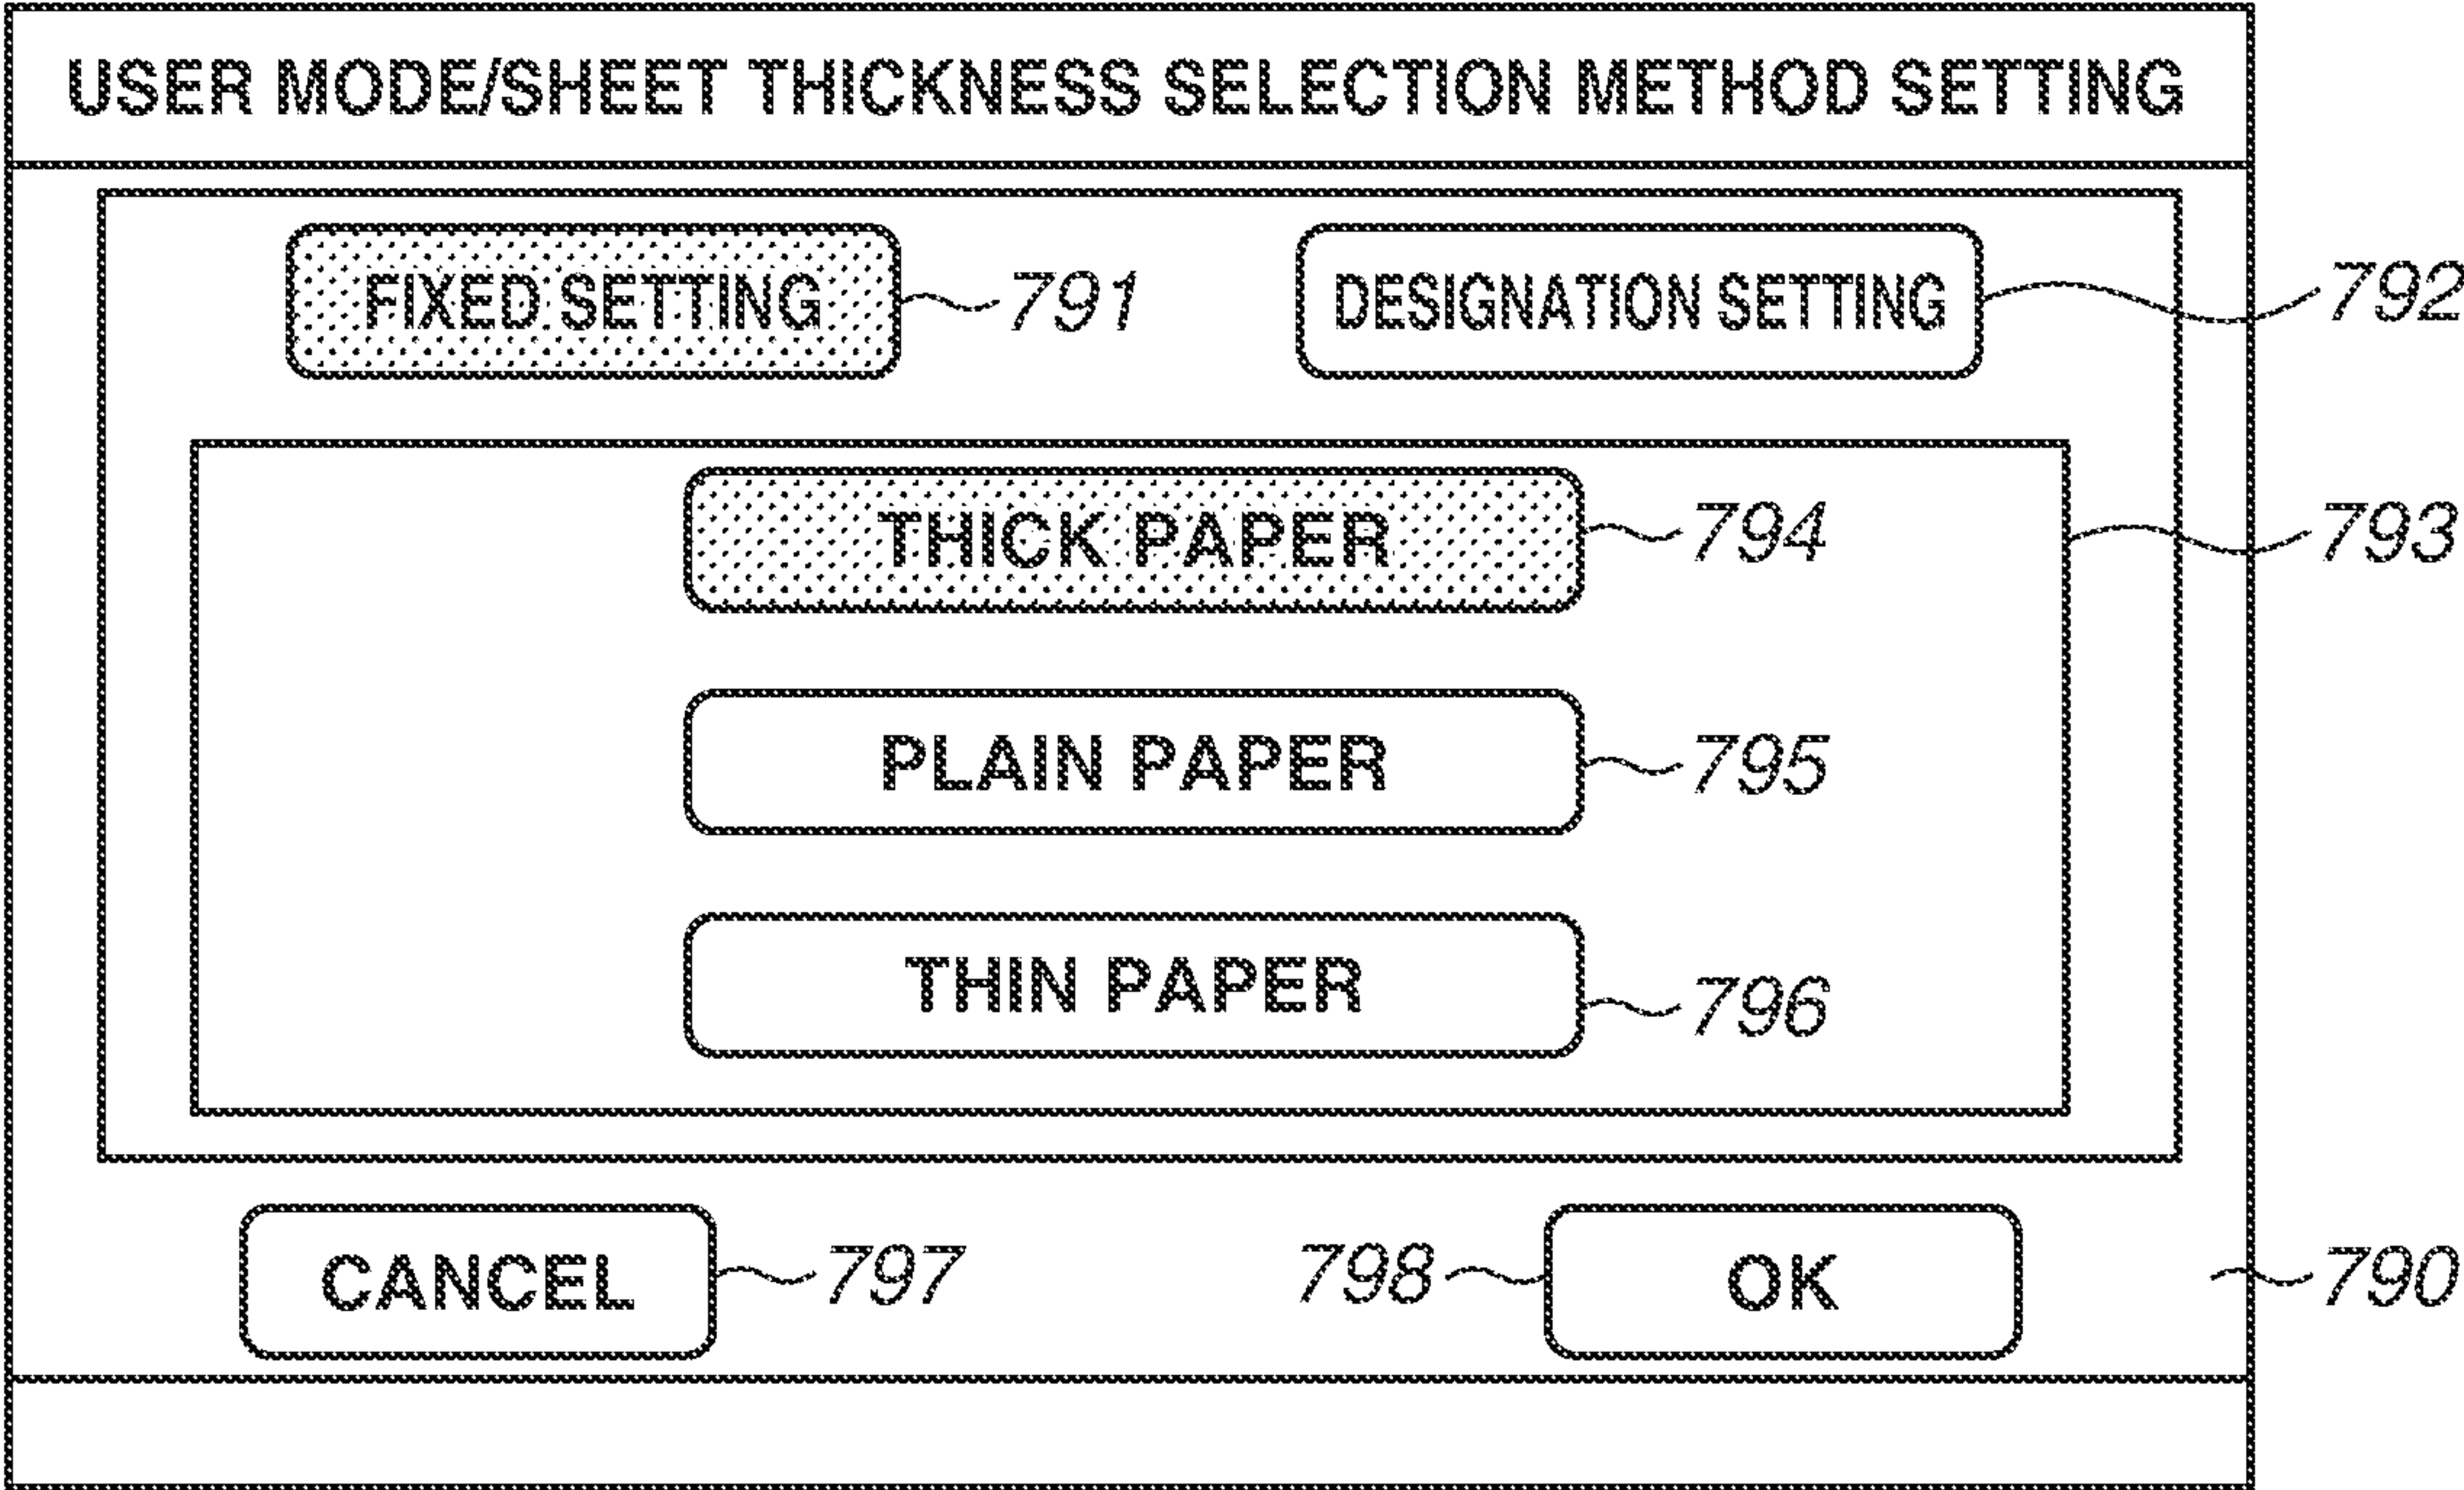 USER MODE/SHEET THICKNESS SELECTION METHOD SETTING
FIXED SETTING 791 DESIGNATION SETTING 792
THICK PAPER 794 793
PLAIN PAPER 795
THIN PAPER 796
CANCEL 797 798 OK 790